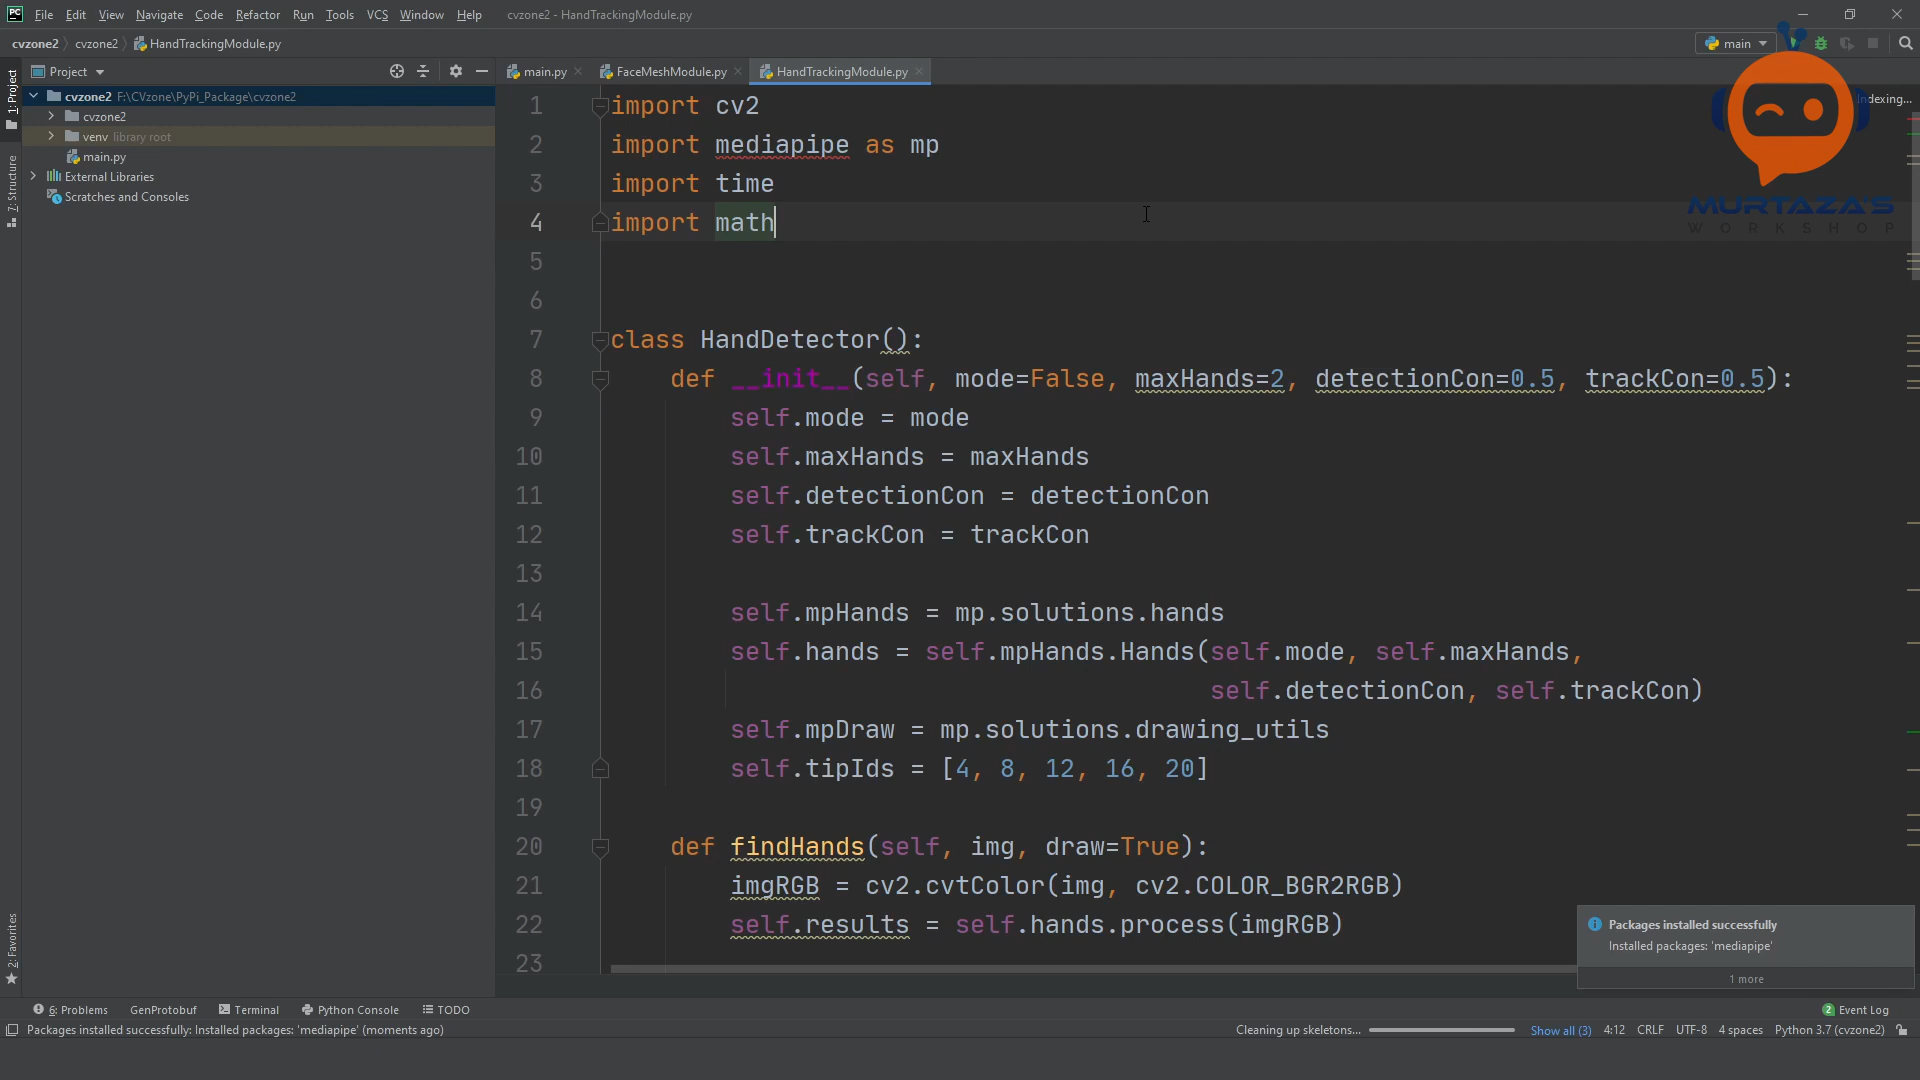 PC File Edit View Navigate Code Refactor Run Tools VCS Window Help cvzone2 - HandTrackingModule.py
cvzone2 cvzone2 HandTrackingModule.py main
Project main.py FaceMeshModule.py HandTrackingModule.py
1: Project
7: Structure
2: Favorites
cvzone2 F:\CVzone\PyPi_Package\cvzone2
cvzone2
venv library root
main.py
External Libraries
Scratches and Consoles
Indexing...
MURTAZA'S
WORKSHOP
1 import cv2
2 import mediapipe as mp
3 import time
4 import math
5
6
7 class HandDetector():
8 def __init__(self, mode=False, maxHands=2, detectionCon=0.5, trackCon=0.5):
9 self.mode = mode
10 self.maxHands = maxHands
11 self.detectionCon = detectionCon
12 self.trackCon = trackCon
13
14 self.mpHands = mp.solutions.hands
15 self.hands = self.mpHands.Hands(self.mode, self.maxHands,
16 self.detectionCon, self.trackCon)
17 self.mpDraw = mp.solutions.drawing_utils
18 self.tipIds = [4, 8, 12, 16, 20]
19
20 def findHands(self, img, draw=True):
21 imgRGB = cv2.cvtColor(img, cv2.COLOR_BGR2RGB)
22 self.results = self.hands.process(imgRGB)
23
Packages installed successfully
Installed packages: 'mediapipe'
1 more
6: Problems GenProtobuf Terminal Python Console TODO 2 Event Log
Packages installed successfully: Installed packages: 'mediapipe' (moments ago) Cleaning up skeletons... Show all (3) 4:12 CRLF UTF-8 4 spaces Python 3.7 (cvzone2)